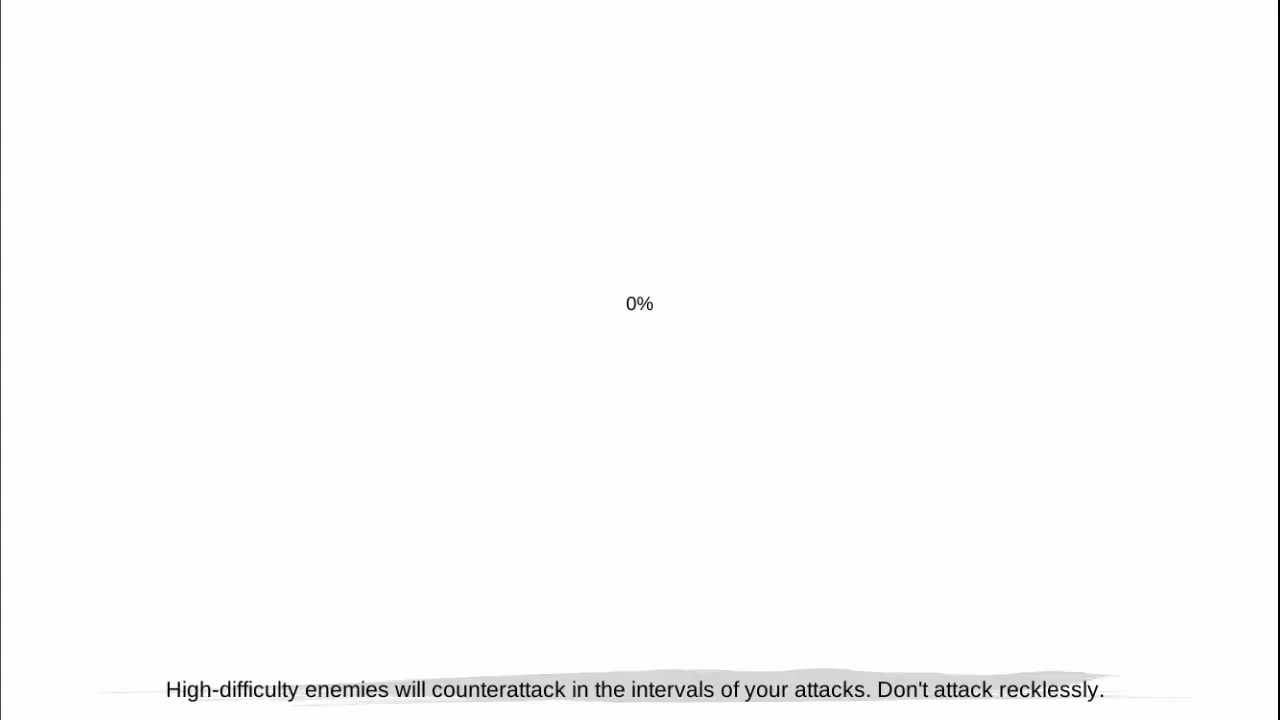 0%
High-difficulty enemies will counterattack in the intervals of your attacks. Don't attack recklessly.